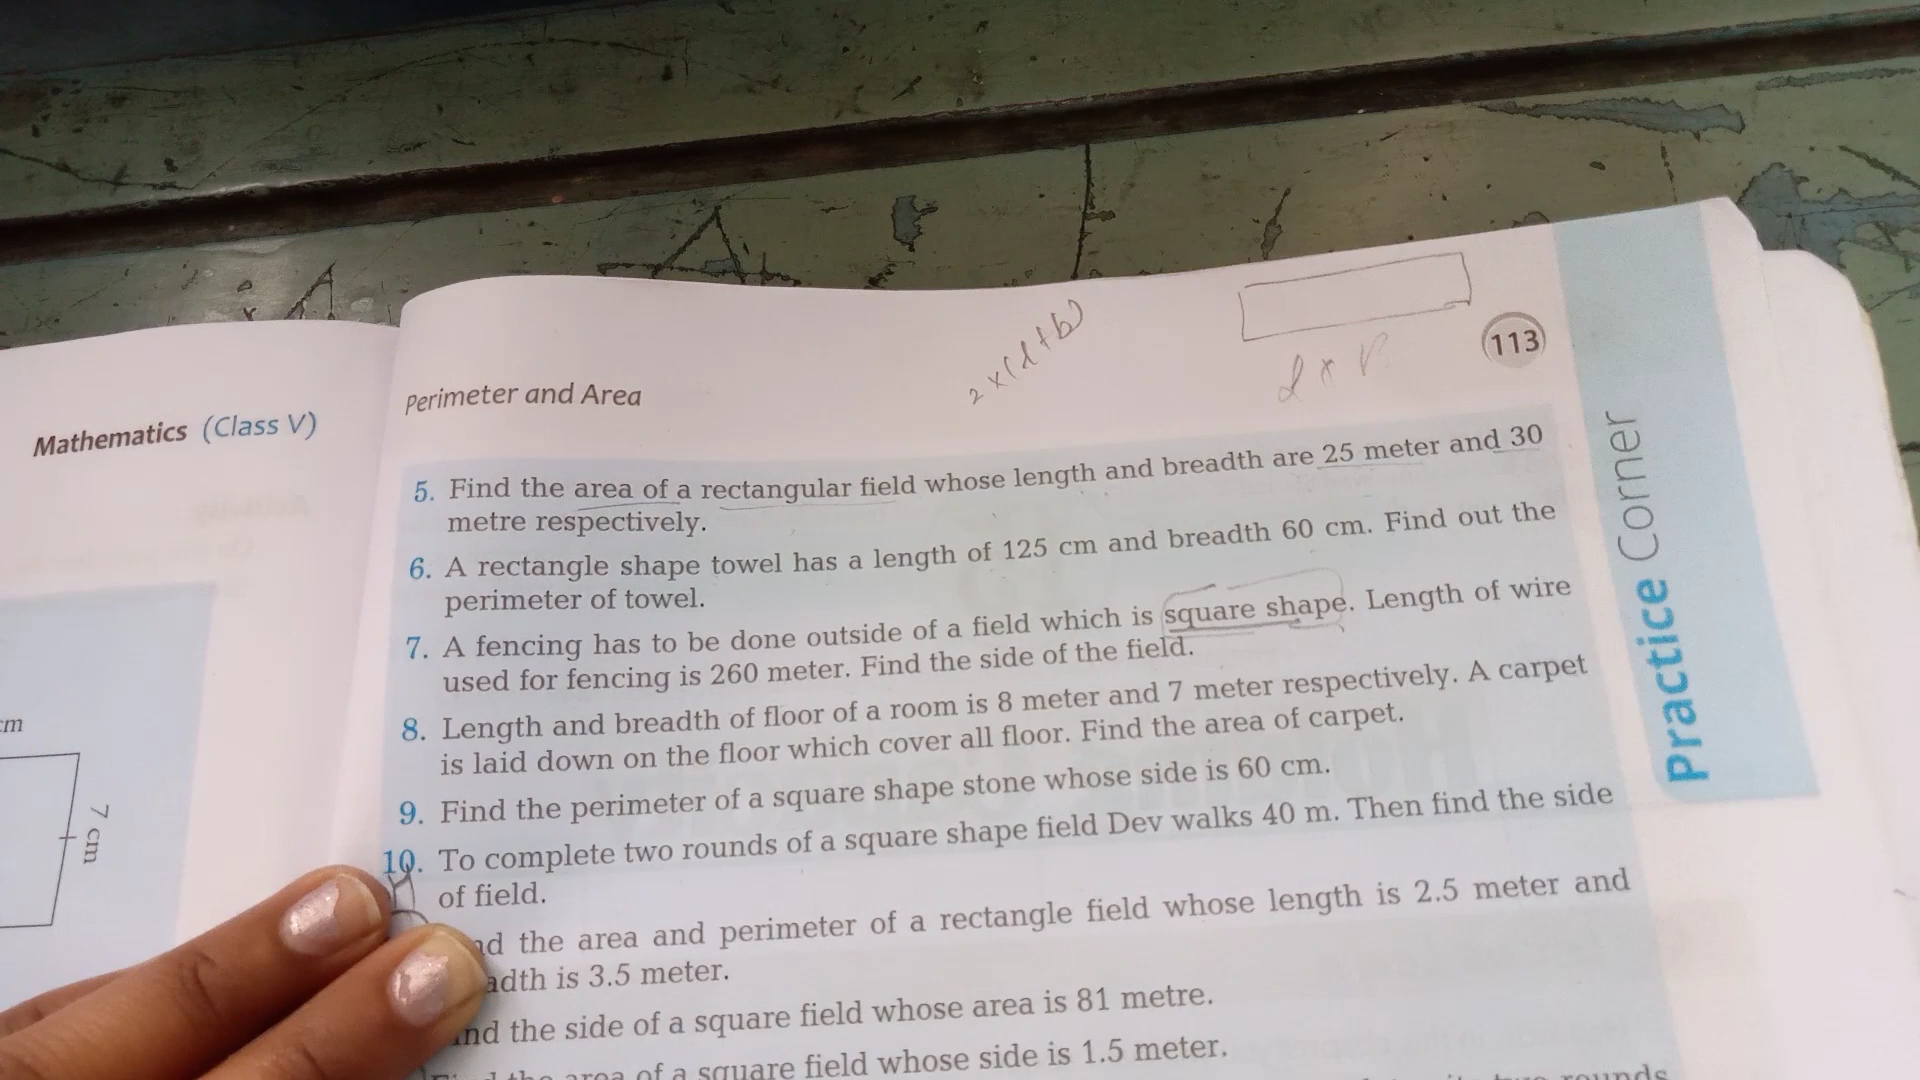 Mathematics (Class V)
cm
7 cm
Perimeter and Area
2 x (l + b)
l x B
113
5. Find the area of a rectangular field whose length and breadth are 25 meter and 30
metre respectively.
6. A rectangle shape towel has a length of 125 cm and breadth 60 cm. Find out the
perimeter of towel.
7. A fencing has to be done outside of a field which is square shape. Length of wire
used for fencing is 260 meter. Find the side of the field.
8. Length and breadth of floor of a room is 8 meter and 7 meter respectively. A carpet
is laid down on the floor which cover all floor. Find the area of carpet.
9. Find the perimeter of a square shape stone whose side is 60 cm.
10. To complete two rounds of a square shape field Dev walks 40 m. Then find the side
of field.
nd the area and perimeter of a rectangle field whose length is 2.5 meter and
adth is 3.5 meter.
nd the side of a square field whose area is 81 metre.
the area of a square field whose side is 1.5 meter.
rounds
Practice Corner